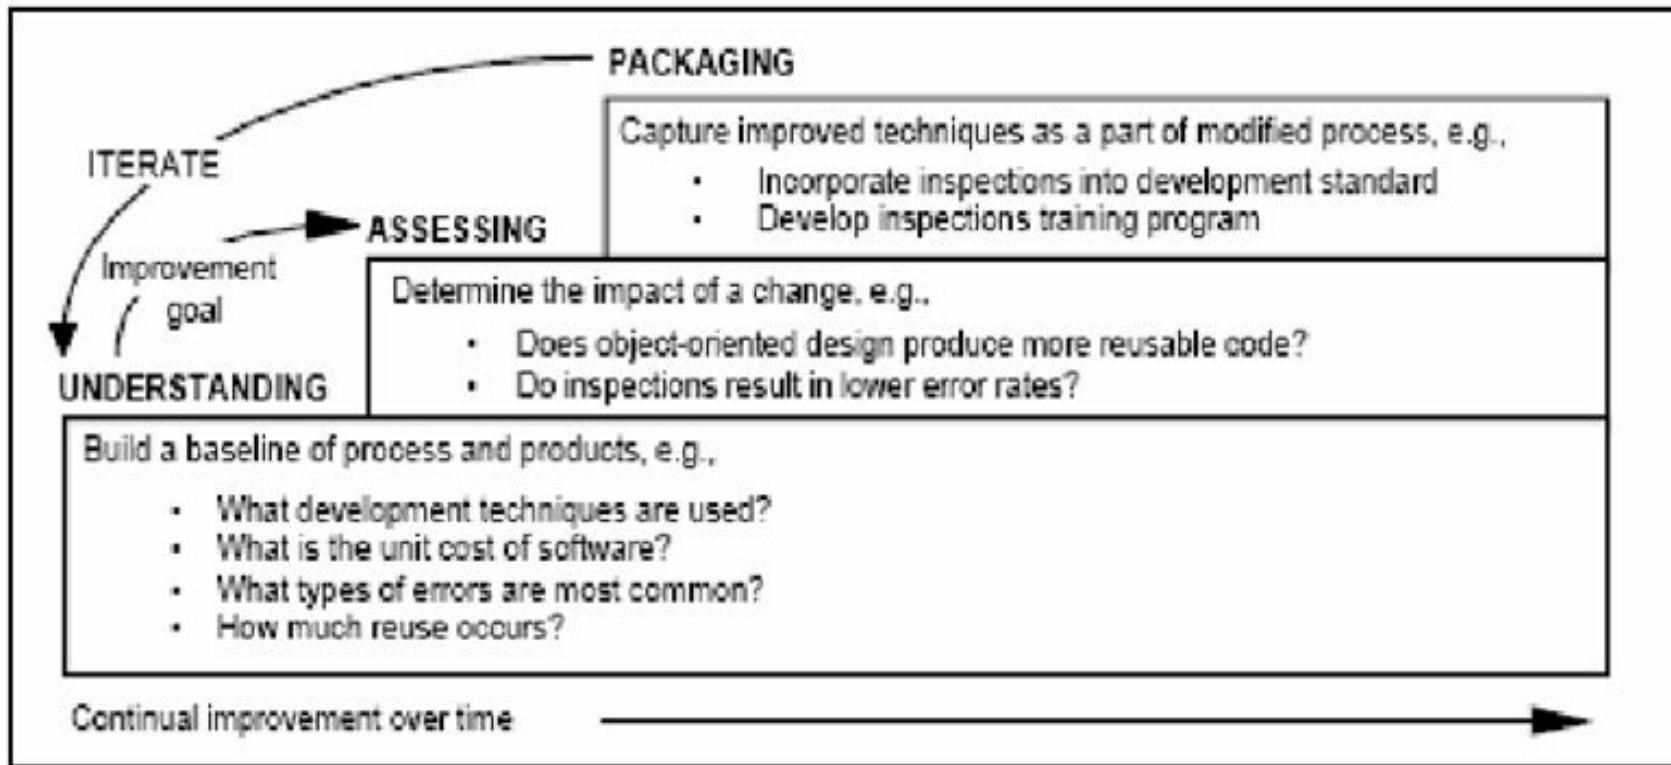 PACKAGING
Capture improved techniques as a part of modified process, e.g.,
• Incorporate inspections into development standard
• Develop inspections training program
ITERATE
ASSESSING
Improvement
goal
Determine the impact of a change, e.g.,
• Does object-oriented design produce more reusable code?
• Do inspections result in lower error rates?
UNDERSTANDING
Build a baseline of process and products, e.g.,
• What development techniques are used?
• What is the unit cost of software?
• What types of errors are most common?
• How much reuse occurs?
Continual improvement over time